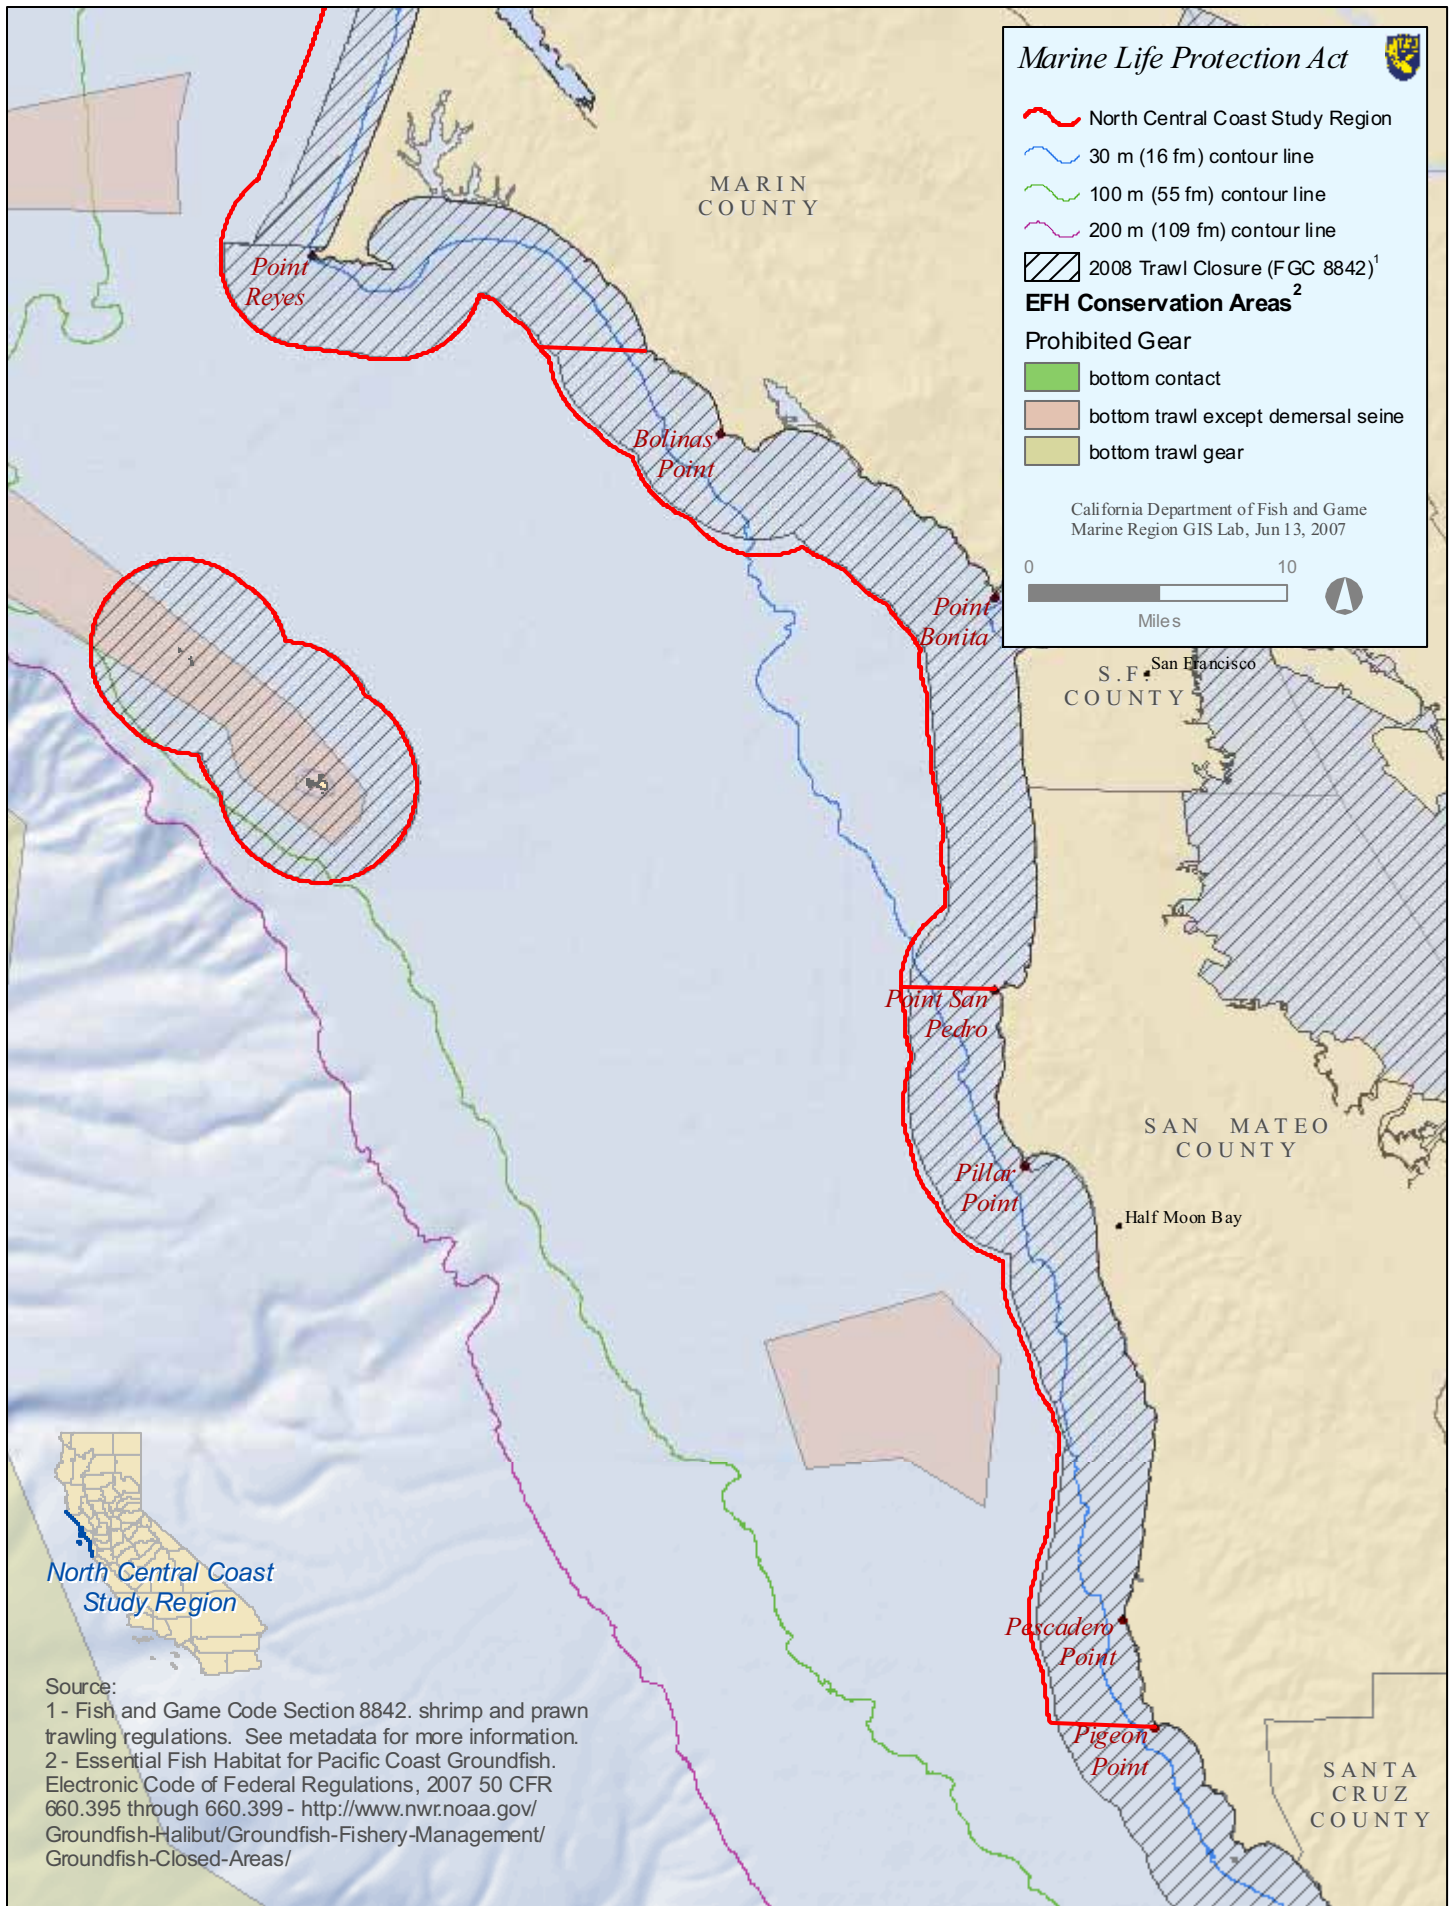 Marine Life Protection Act
North Central Coast Study Region
30 m (16 fm) contour line
100 m (55 fm) contour line
200 m (109 fm) contour line
2008 Trawl Closure (FGC 8842)1
EFH Conservation Areas2
Prohibited Gear
bottom contact
bottom trawl except demersal seine
bottom trawl gear
California Department of Fish and Game
Marine Region GIS Lab, Jun 13, 2007
0 10
Miles
MARIN
COUNTY
Point
Reyes
Bolinas
Point
Point
Bonita
San Francisco
S.F.
COUNTY
Point San
Pedro
SAN MATEO
COUNTY
Pillar
Point
Half Moon Bay
Pescadero
Point
Pigeon
Point
SANTA
CRUZ
COUNTY
North Central Coast
Study Region
Source:
1 - Fish and Game Code Section 8842. shrimp and prawn
trawling regulations. See metadata for more information.
2 - Essential Fish Habitat for Pacific Coast Groundfish.
Electronic Code of Federal Regulations, 2007 50 CFR
660.395 through 660.399 - http://www.nwr.noaa.gov/
Groundfish-Halibut/Groundfish-Fishery-Management/
Groundfish-Closed-Areas/